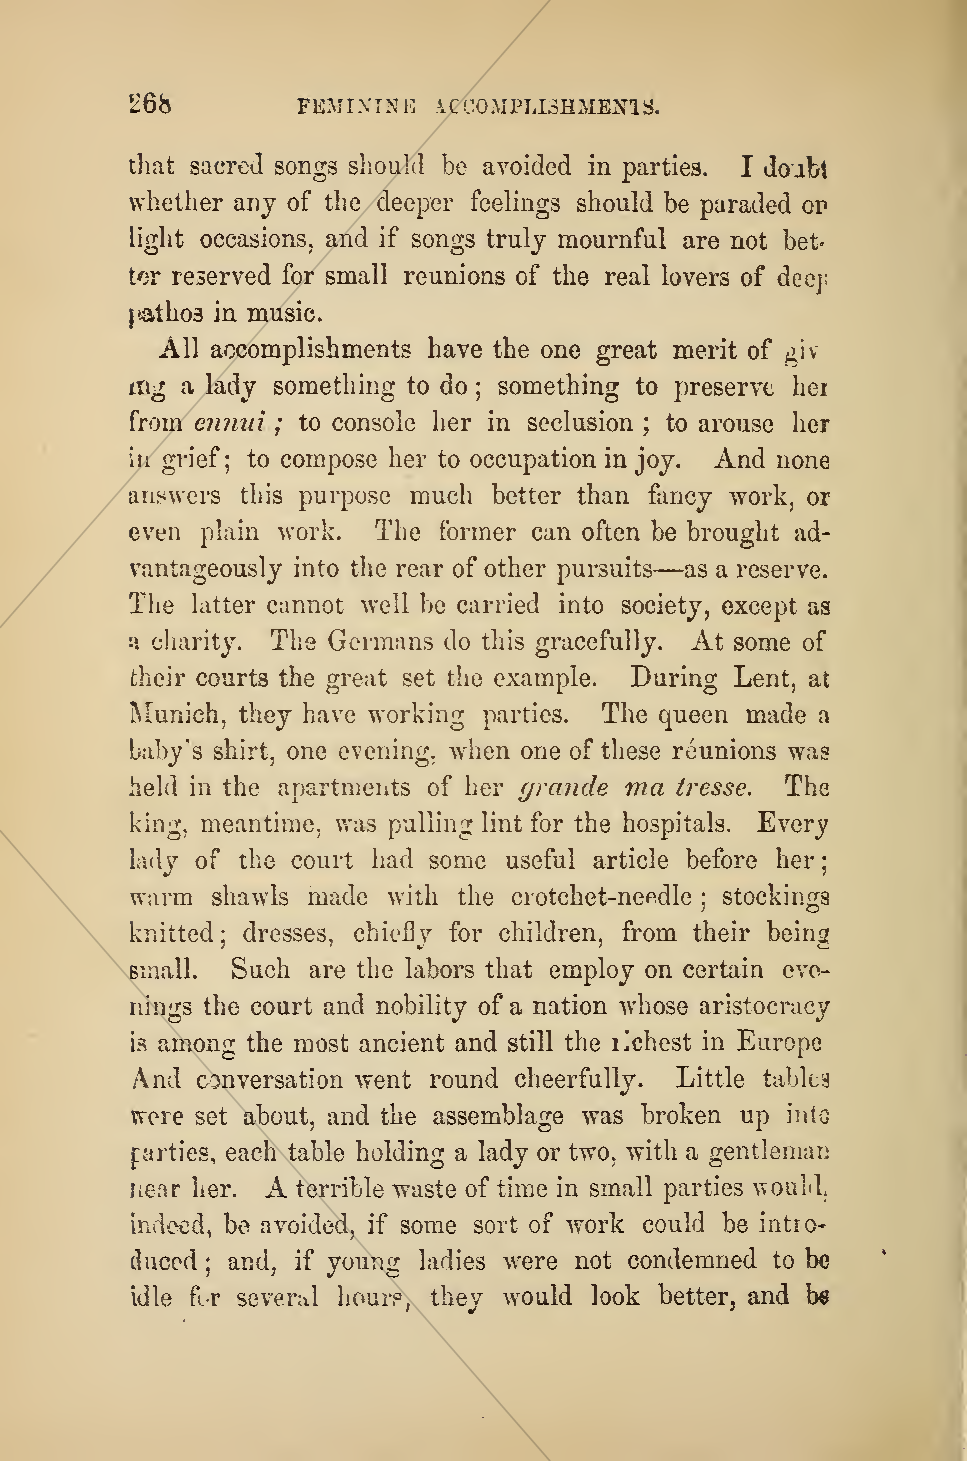 268 FEMININE ACCOMPLISHMENTS.
that sacred songs should be avoided in parties. I doubt
whether any of the deeper feelings should be paraded on
light occasions, and if songs truly mournful are not bet-
ter reserved for small reunions of the real lovers of deep
pathos in music.
All accomplishments have the one great merit of giv
ing a lady something to do; something to preserve her
from ennui; to console her in seclusion; to arouse her
in grief; to compose her to occupation in joy. And none
answers this purpose much better than fancy work, or
even plain work. The former can often be brought ad-
vantageously into the rear of other pursuits—as a reserve.
The latter cannot well be carried into society, except as
a charity. The Germans do this gracefully. At some of
their courts the great set the example. During Lent, at
Munich, they have working parties. The queen made a
baby's shirt, one evening, when one of these réunions was
held in the apartments of her grande ma tresse. The
king, meantime, was pulling lint for the hospitals. Every
lady of the court had some useful article before her;
warm shawls made with the crotchet-needle; stockings
knitted; dresses, chiefly for children, from their being
small. Such are the labors that employ on certain eve-
nings the court and nobility of a nation whose aristocracy
is among the most ancient and still the richest in Europe
And conversation went round cheerfully. Little tables
were set about, and the assemblage was broken up into
parties, each table holding a lady or two, with a gentleman
near her. A terrible waste of time in small parties would,
indeed, be avoided, if some sort of work could be intro-
duced; and, if young ladies were not condemned to be
idle for several hours, they would look better, and be